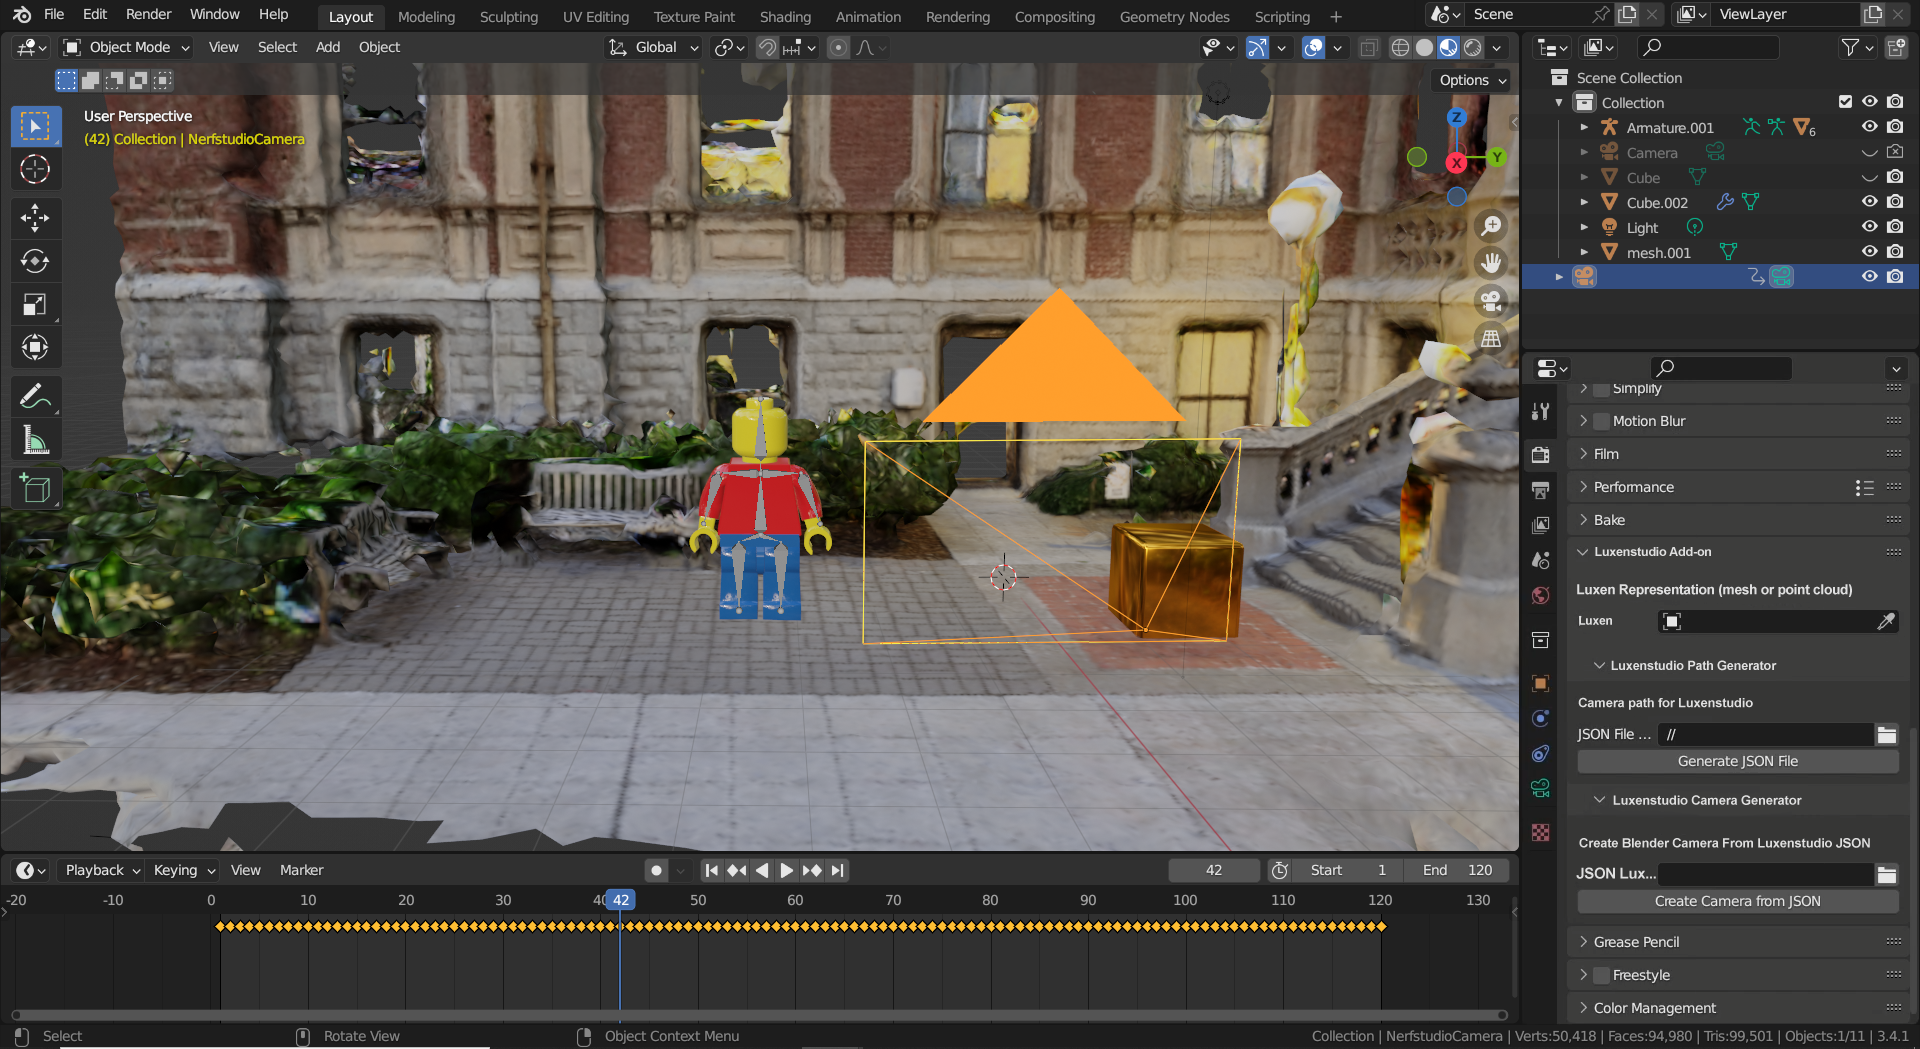 File Edit Render Window Help Layout Modeling Sculpting UV Editing Texture Paint Shading Animation Rendering Compositing Geometry Nodes Scripting + Scene ViewLayer
Object Mode View Select Add Object Global
Options
User Perspective
(42) Collection | NerfstudioCamera
Z
X
Y
Scene Collection
Collection
Armature.001 6
Camera
Cube
Cube.002
Light
mesh.001
Simplify
Motion Blur
Film
Performance
Bake
Luxenstudio Add-on
Luxen Representation (mesh or point cloud)
Luxen
Luxenstudio Path Generator
Camera path for Luxenstudio
JSON File ... //
Generate JSON File
Luxenstudio Camera Generator
Create Blender Camera From Luxenstudio JSON
JSON Lux...
Create Camera from JSON
Grease Pencil
Freestyle
Color Management
Playback Keying View Marker 42 Start 1 End 120
-20 -10 0 10 20 30 40 42 50 60 70 80 90 100 110 120 130
Select Rotate View Object Context Menu Collection | NerfstudioCamera | Verts:50,418 | Faces:94,980 | Tris:99,501 | Objects:1/11 | 3.4.1